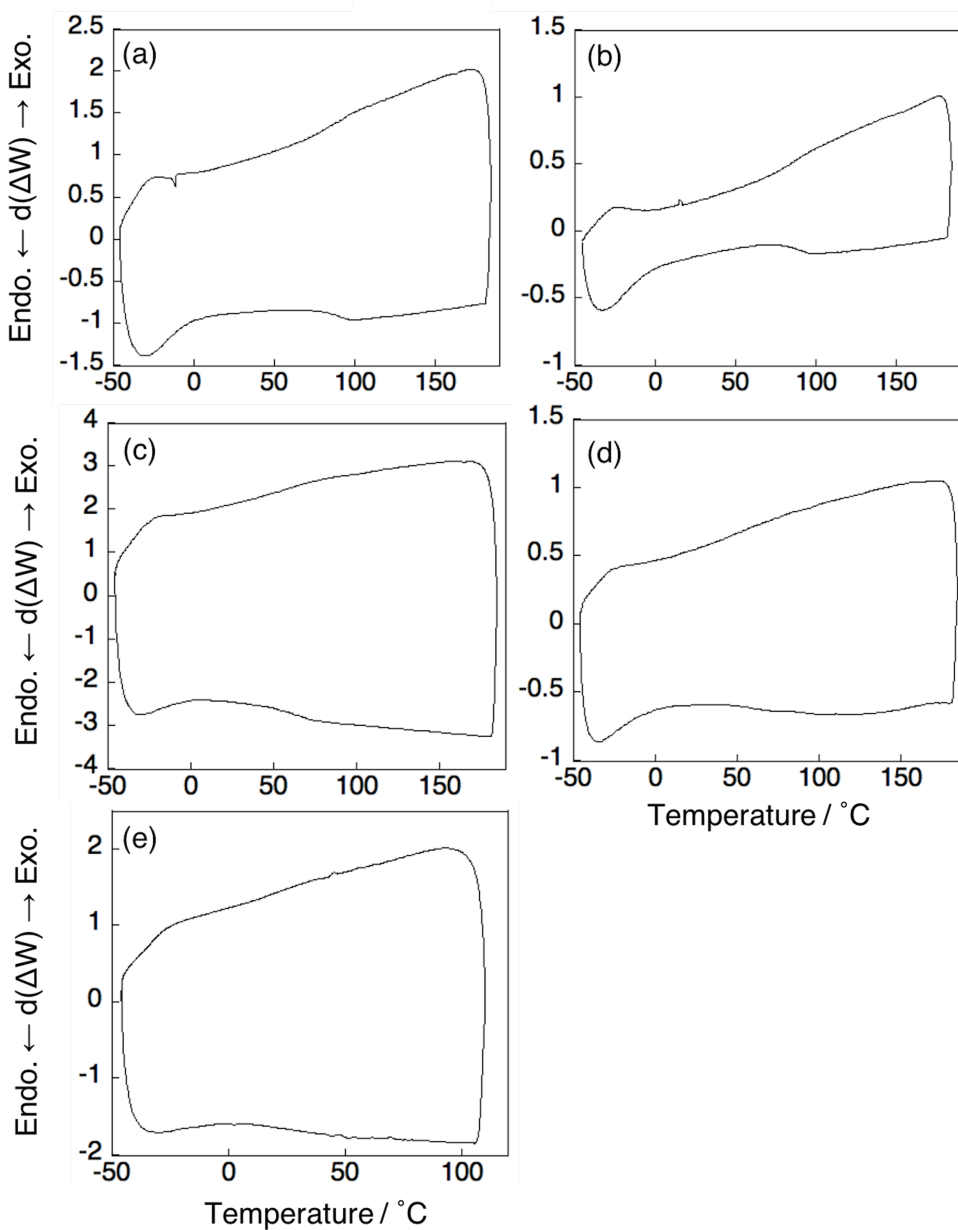 Endo. ← d(ΔW) → Exo.
(a)
2.5
2
1.5
1
0.5
0
-0.5
-1
-1.5
-50 0 50 100 150
(b)
1.5
1
0.5
0
-0.5
-1
-50 0 50 100 150
Endo. ← d(ΔW) → Exo.
(c)
4
3
2
1
0
-1
-2
-3
-4
-50 0 50 100 150
(d)
1.5
1
0.5
0
-0.5
-1
-50 0 50 100 150
Temperature / ˚C
Endo. ← d(ΔW) → Exo.
(e)
2
1
0
-1
-2
-50 0 50 100
Temperature / ˚C